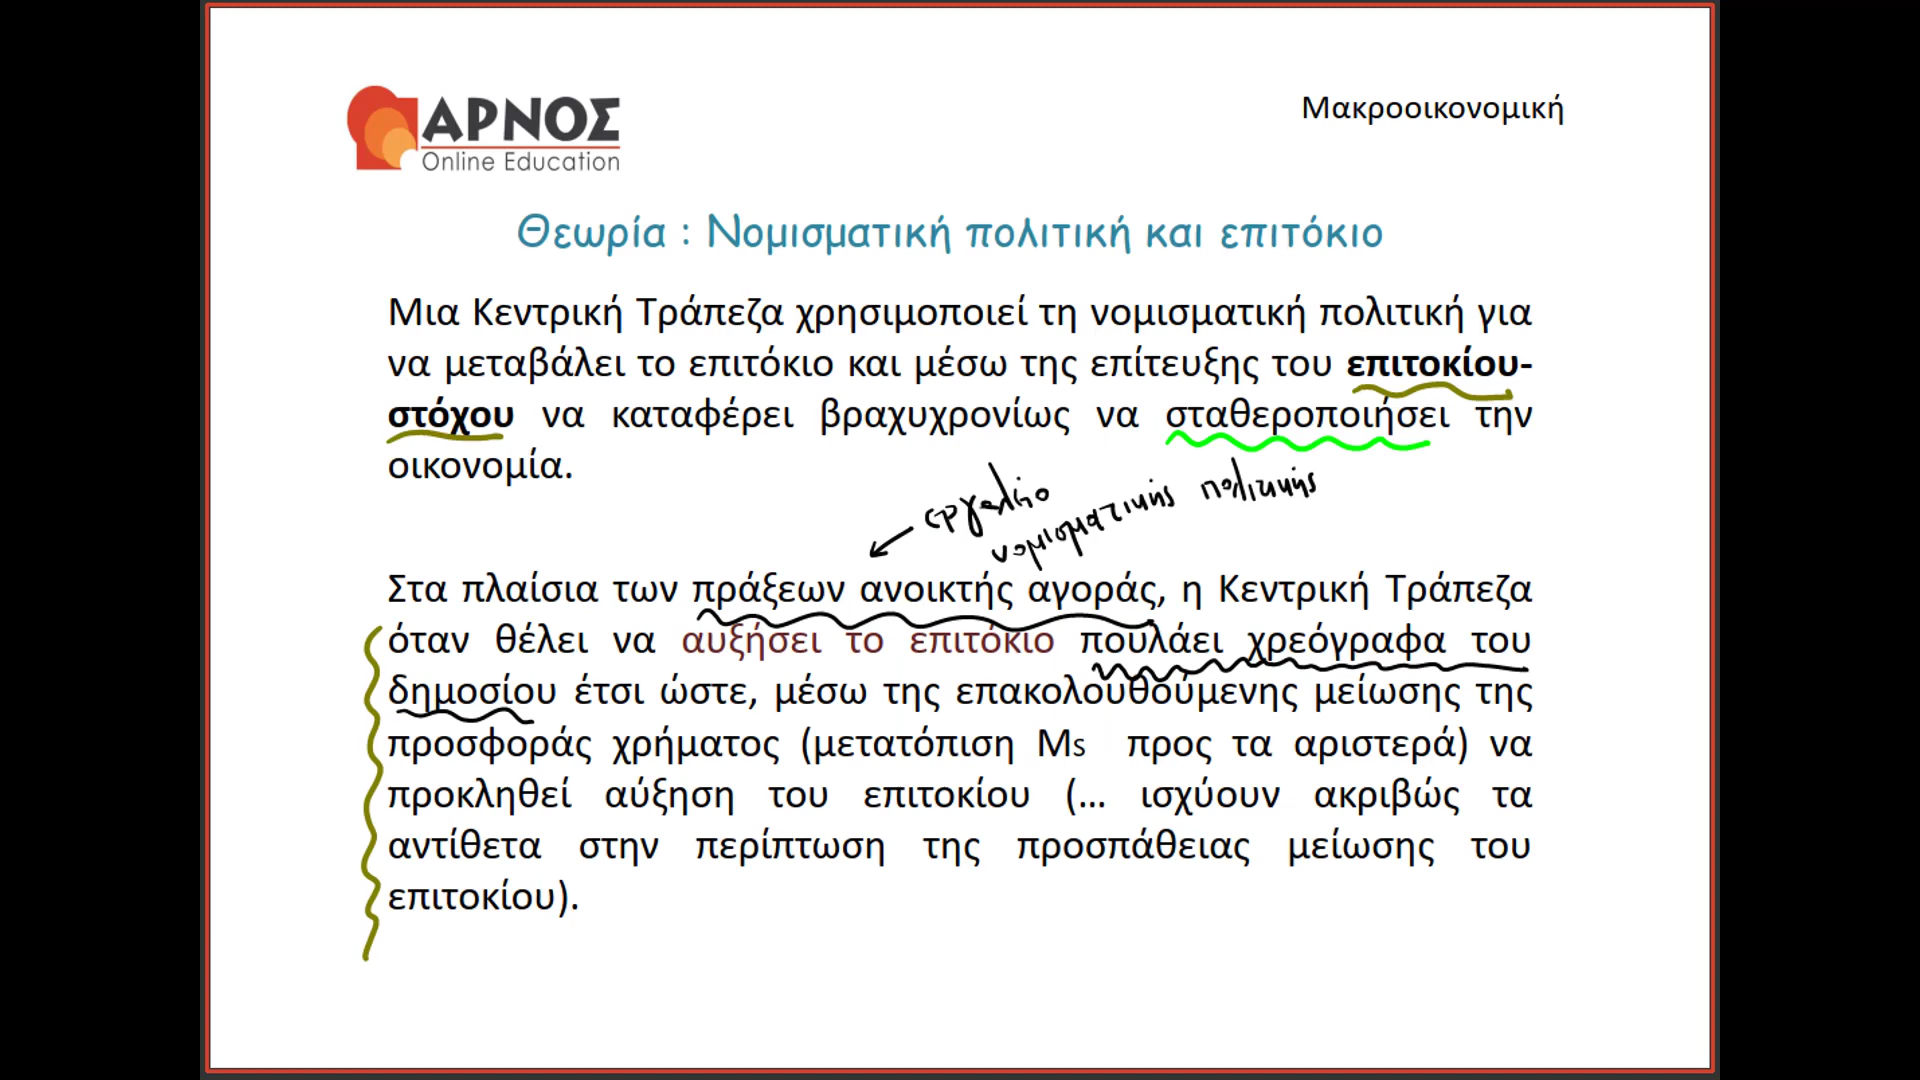 ΑΡΝΟΣ
Online Education
Μακροοικονομική
Θεωρία : Νομισματική πολιτική και επιτόκιο
Μια Κεντρική Τράπεζα χρησιμοποιεί τη νομισματική πολιτική για
να μεταβάλει το επιτόκιο και μέσω της επίτευξης του επιτοκίου-
στόχου να καταφέρει βραχυχρονίως να σταθεροποιήσει την
οικονομία.
εργαλείο
νομισματικής πολιτικής
Στα πλαίσια των πράξεων ανοικτής αγοράς, η Κεντρική Τράπεζα
όταν θέλει να αυξήσει το επιτόκιο πουλάει χρεόγραφα του
δημοσίου έτσι ώστε, μέσω της επακολουθούμενης μείωσης της
προσφοράς χρήματος (μετατόπιση Ms προς τα αριστερά) να
προκληθεί αύξηση του επιτοκίου (... ισχύουν ακριβώς τα
αντίθετα στην περίπτωση της προσπάθειας μείωσης του
επιτοκίου).